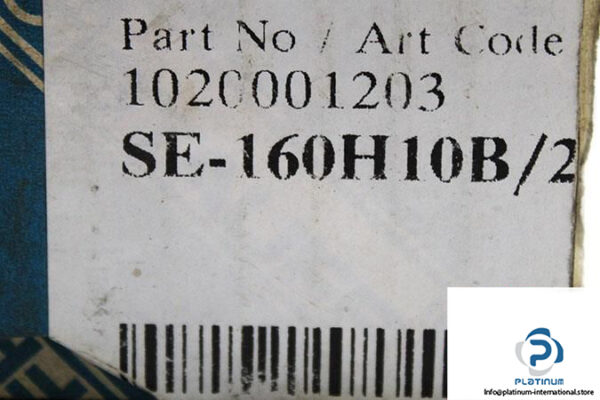 Part No / Art Code
1020001203
SE-160H10B/2
PLATINUM
Info@platinum-international.store